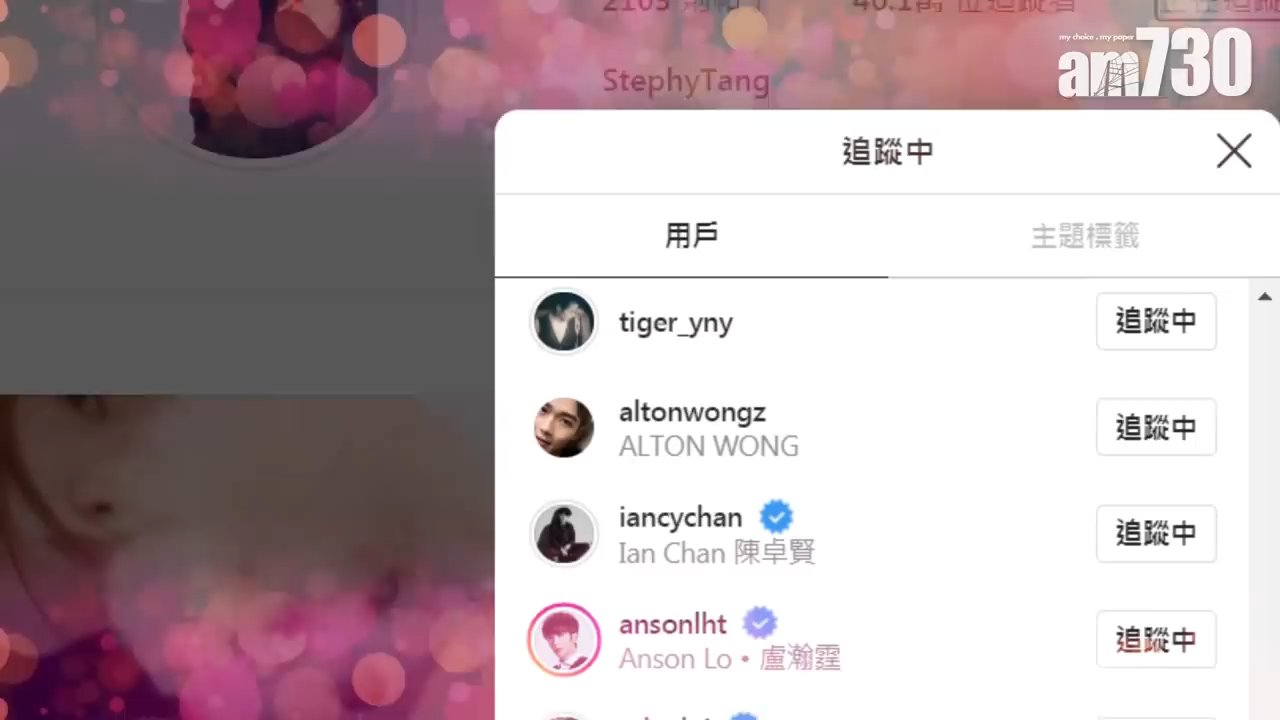 my choice . my paper
am730
StephyTang
追蹤中
用戶
主題標籤
tiger_yny
追蹤中
altonwongz
ALTON WONG
追蹤中
iancychan
Ian Chan 陳卓賢
追蹤中
ansonlht
Anson Lo • 盧瀚霆
追蹤中